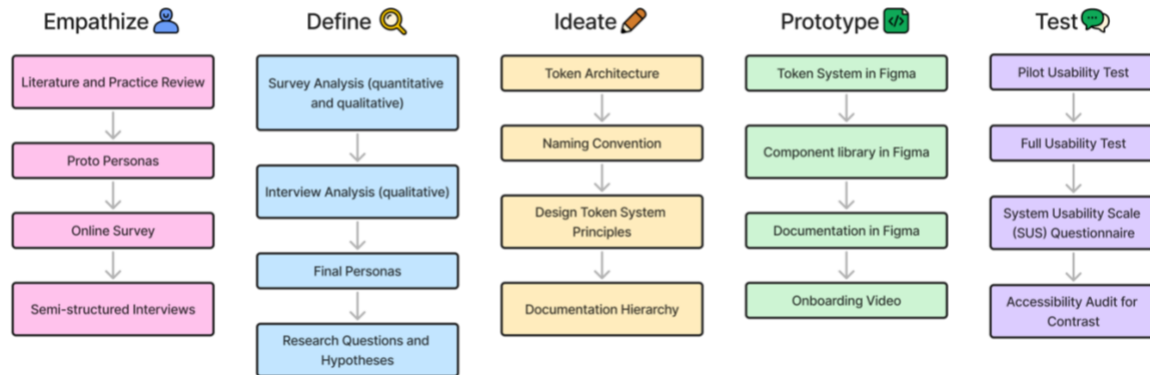 Empathize
Literature and Practice Review
Proto Personas
Online Survey
Semi-structured Interviews
Define
Survey Analysis (quantitative
and qualitative)
Interview Analysis (qualitative)
Final Personas
Research Questions and
Hypotheses
Ideate
Token Architecture
Naming Convention
Design Token System
Principles
Documentation Hierarchy
Prototype
</>
Token System in Figma
Component library in Figma
Documentation in Figma
Onboarding Video
Test
Pilot Usability Test
Full Usability Test
System Usability Scale
(SUS) Questionnaire
Accessibility Audit for
Contrast